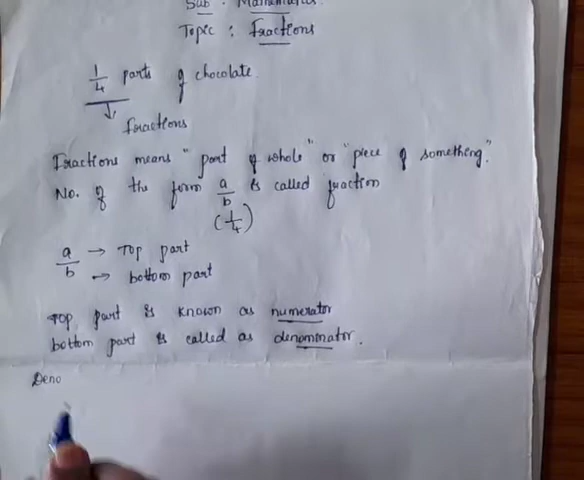 Sub : Mathematics
Topic : Fractions
1/4 parts of chocolate.
fractions
Fractions means "part of whole" or "piece of something."
No. of the form a/b is called fraction
(1/4)
a/b → Top part
→ bottom part
Top part is known as numerator
bottom part is called as denominator.
Deno